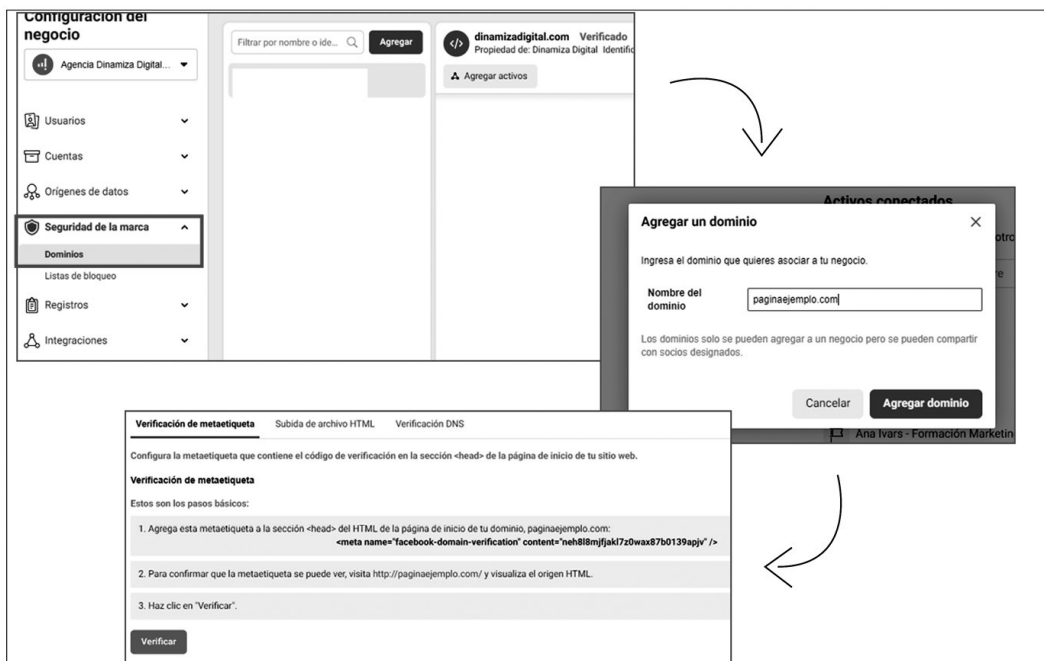 Configuración del
negocio
Agencia Dinamiza Digital...
Usuarios
Cuentas
Orígenes de datos
Seguridad de la marca
Dominios
Listas de bloqueo
Registros
Integraciones
Filtrar por nombre o ide...
Agregar
dinamizadigital.com Verificado
Propiedad de: Dinamiza Digital Identific
Agregar activos
Activos conectados
otro
re
Agregar un dominio
Ingresa el dominio que quieres asociar a tu negocio.
Nombre del
dominio
paginaejemplo.com
Los dominios solo se pueden agregar a un negocio pero se pueden compartir
con socios designados.
Cancelar
Agregar dominio
Ana Ivars - Formación Marketin
Verificación de metaetiqueta Subida de archivo HTML Verificación DNS
Configura la metaetiqueta que contiene el código de verificación en la sección <head> de la página de inicio de tu sitio web.
Verificación de metaetiqueta
Estos son los pasos básicos:
1. Agrega esta metaetiqueta a la sección <head> del HTML de la página de inicio de tu dominio, paginaejemplo.com:
<meta name="facebook-domain-verification" content="neh8l8mjfjakl7z0wax87b0139apjv" />
2. Para confirmar que la metaetiqueta se puede ver, visita http://paginaejemplo.com/ y visualiza el origen HTML.
3. Haz clic en "Verificar".
Verificar